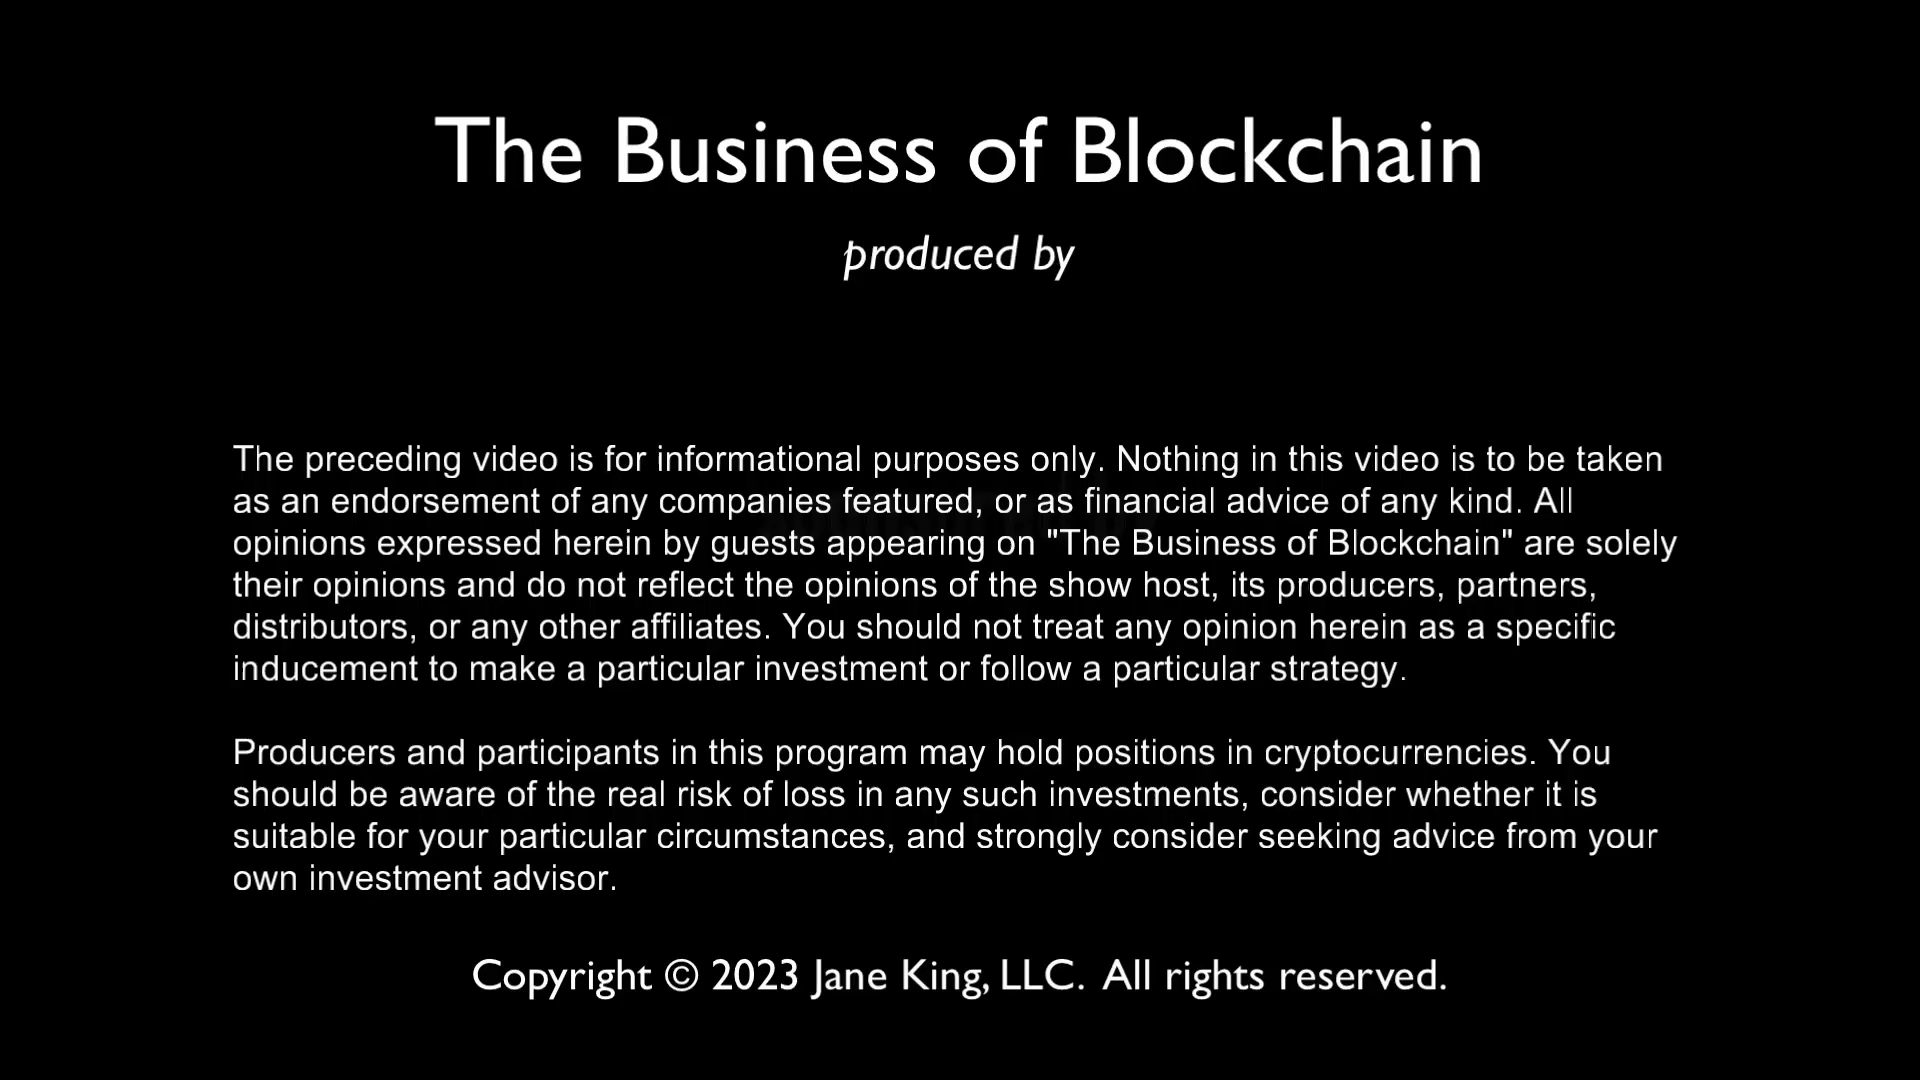 The Business of Blockchain
produced by
The preceding video is for informational purposes only. Nothing in this video is to be taken
as an endorsement of any companies featured, or as financial advice of any kind. All
opinions expressed herein by guests appearing on "The Business of Blockchain" are solely
their opinions and do not reflect the opinions of the show host, its producers, partners,
distributors, or any other affiliates. You should not treat any opinion herein as a specific
inducement to make a particular investment or follow a particular strategy.
Producers and participants in this program may hold positions in cryptocurrencies. You
should be aware of the real risk of loss in any such investments, consider whether it is
suitable for your particular circumstances, and strongly consider seeking advice from your
own investment advisor.
Copyright © 2023 Jane King, LLC. All rights reserved.